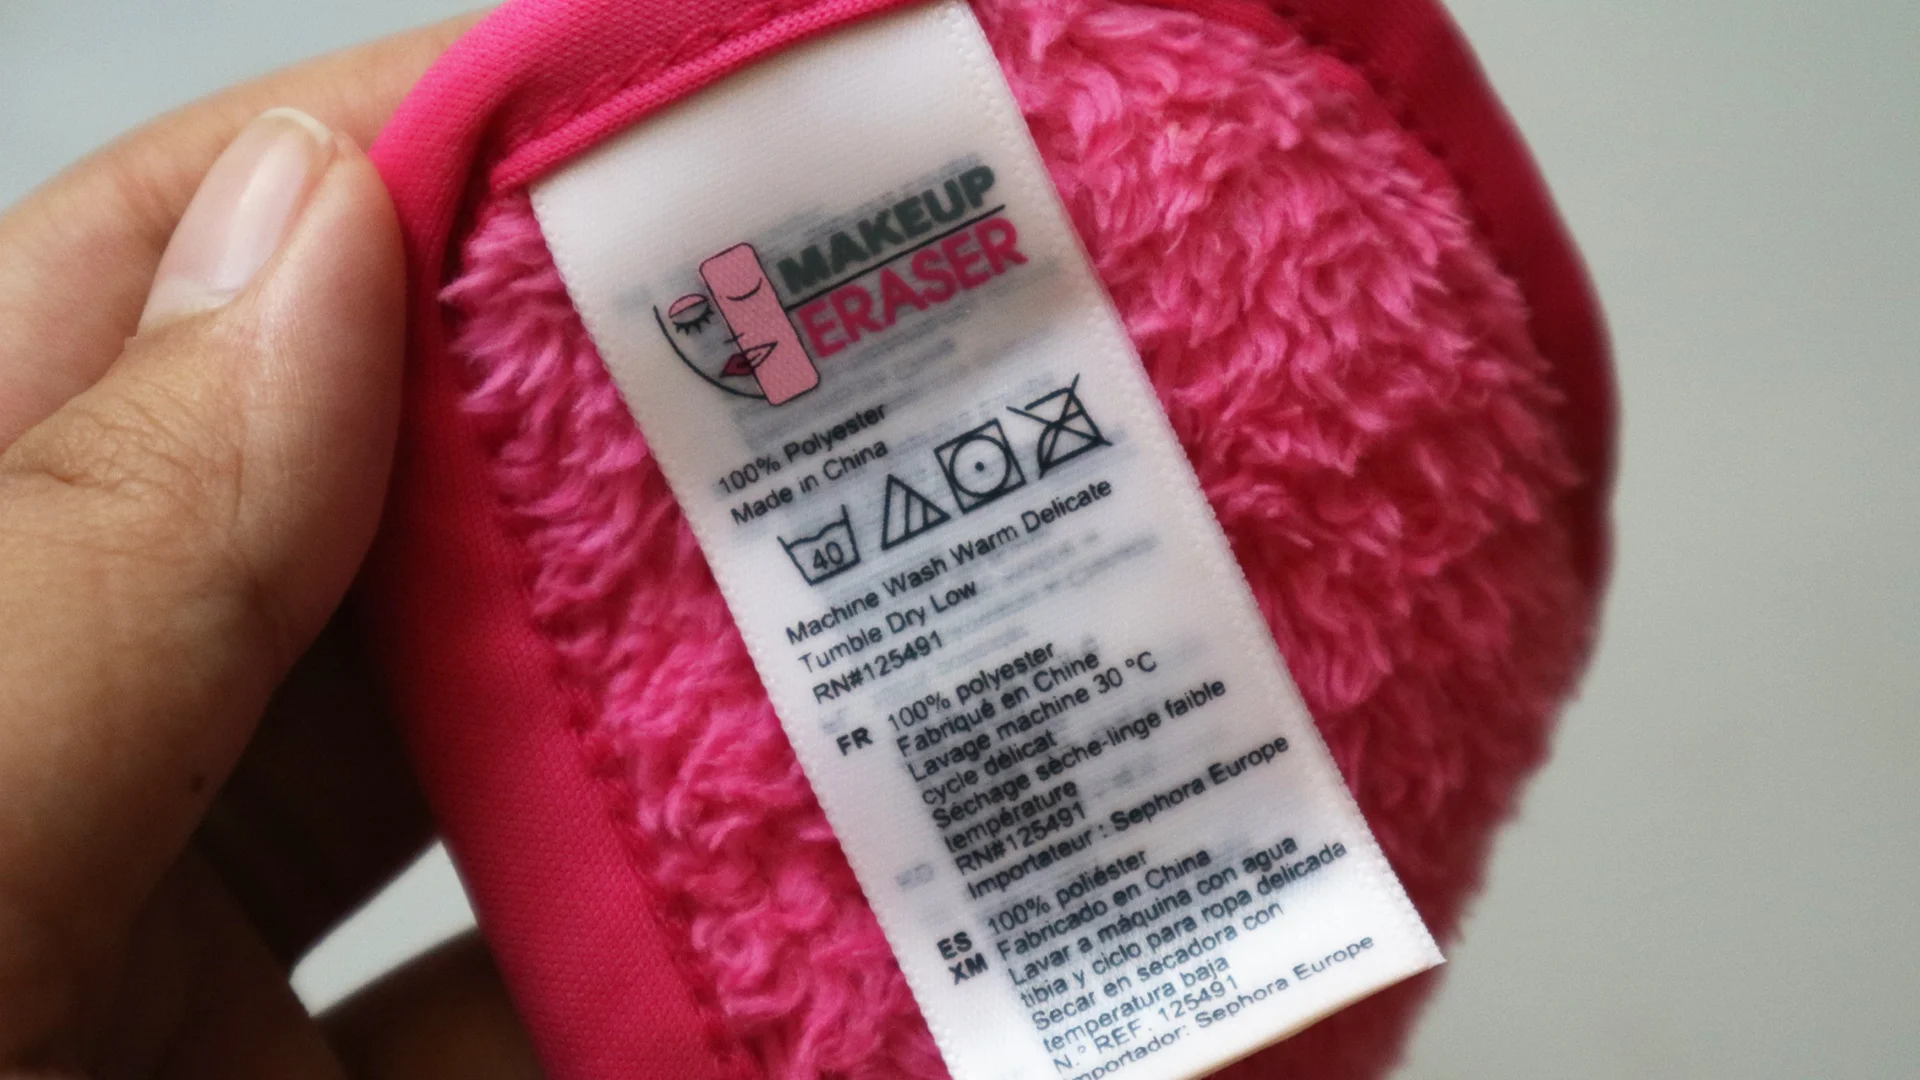 MAKEUP
ERASER
100% Polyester
Made in China
40
Machine Wash Warm Delicate
Tumble Dry Low
RN#125491
FR 100% polyester
Fabriqué en Chine
Lavage machine 30 °C
cycle délicat
Séchage sèche-linge faible
température
RN#125491
Importateur : Sephora Europe
ES XM 100% poliéster
Fabricado en China
Lavar a máquina con agua
tibia y ciclo para ropa delicada
Secar en secadora con
temperatura baja
N.° REF. 125491
mportador: Sephora Europe